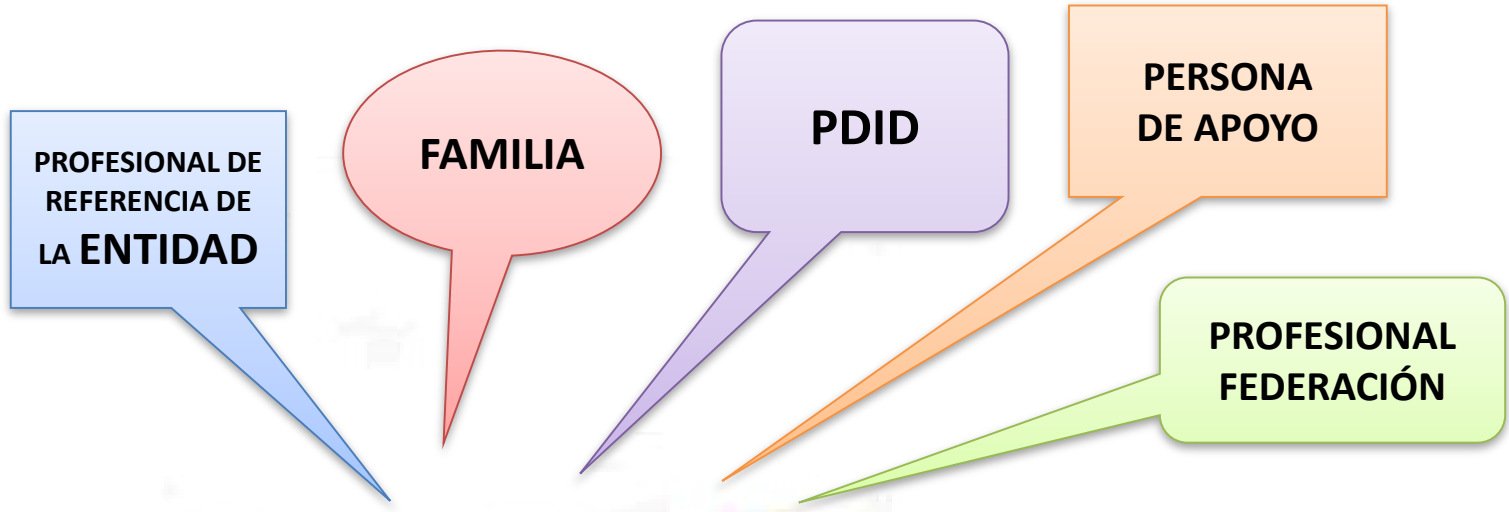 PROFESIONAL DE
REFERENCIA DE
LA ENTIDAD
FAMILIA
PDID
PERSONA
DE APOYO
PROFESIONAL
FEDERACIÓN